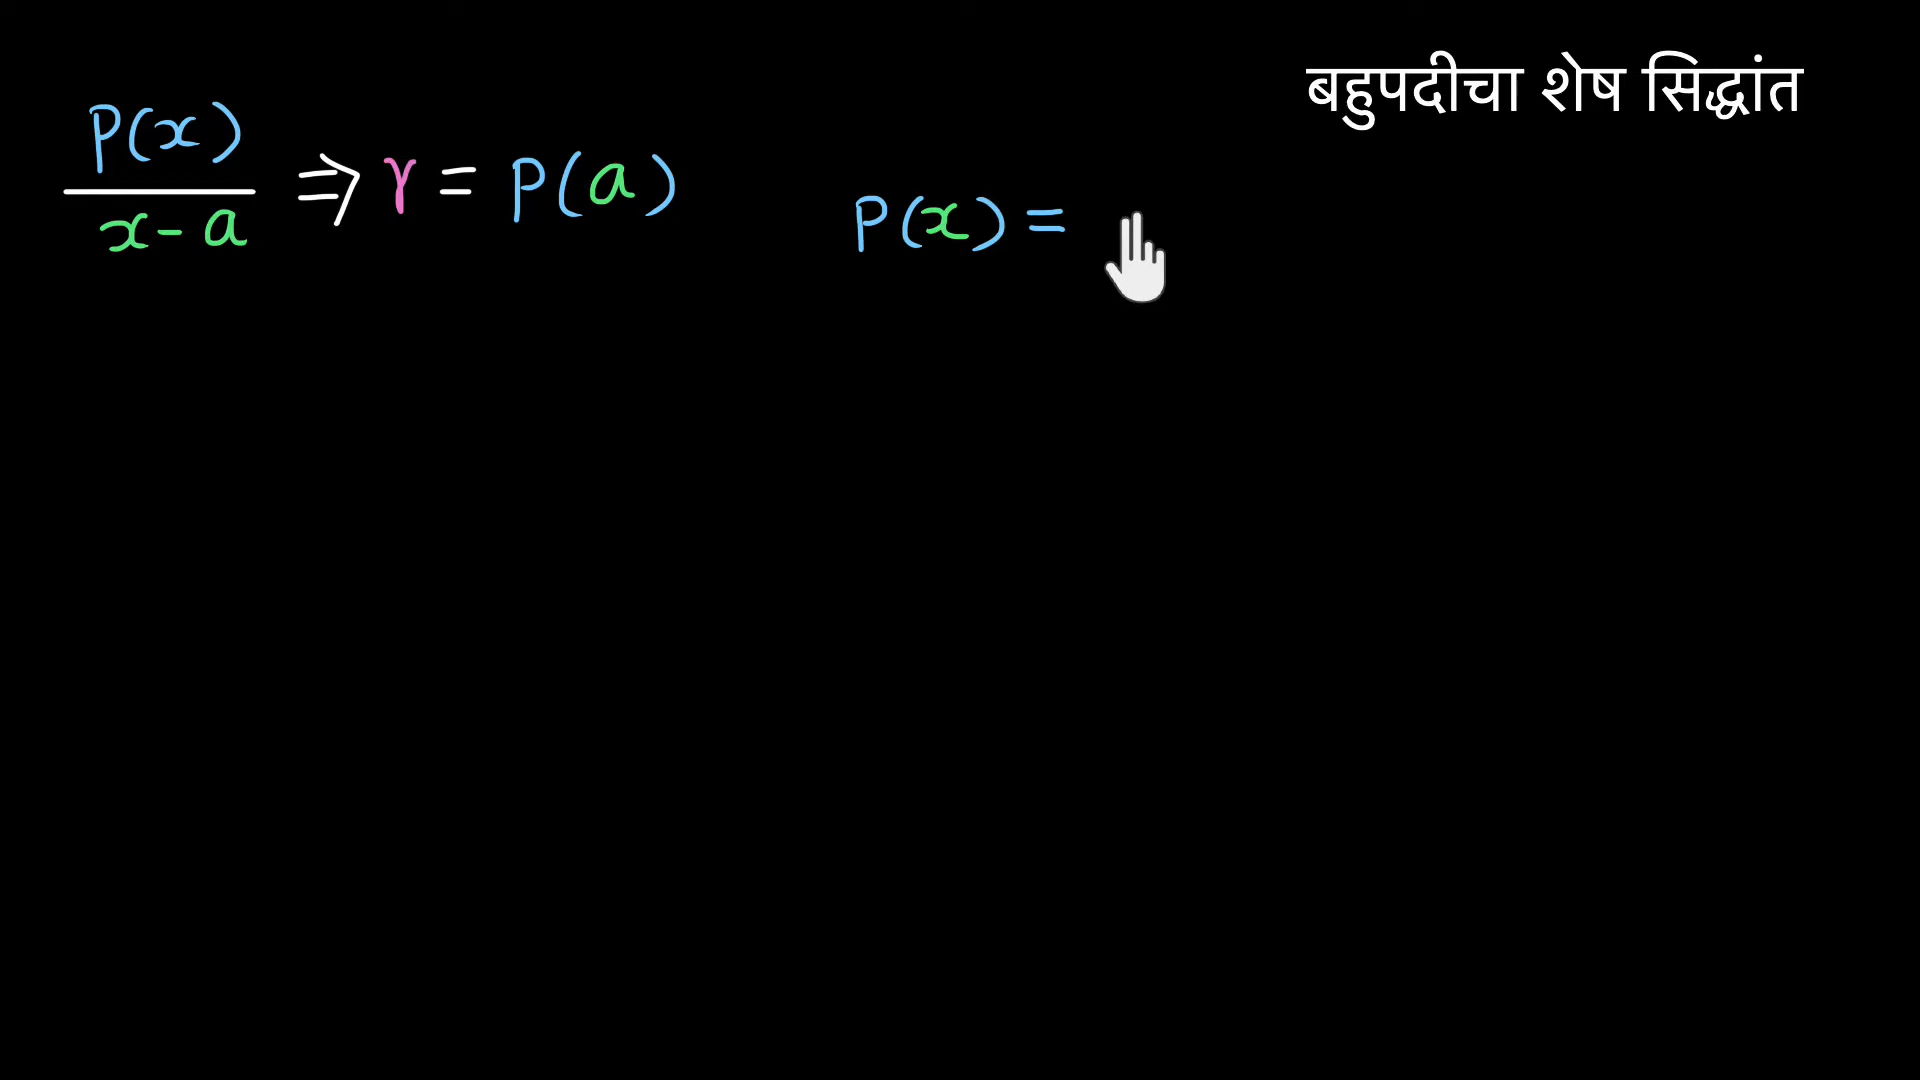 बहुपदीचा शेष सिद्धांत
P(x)
x-a
⇒ r = P(a)
P(x) =